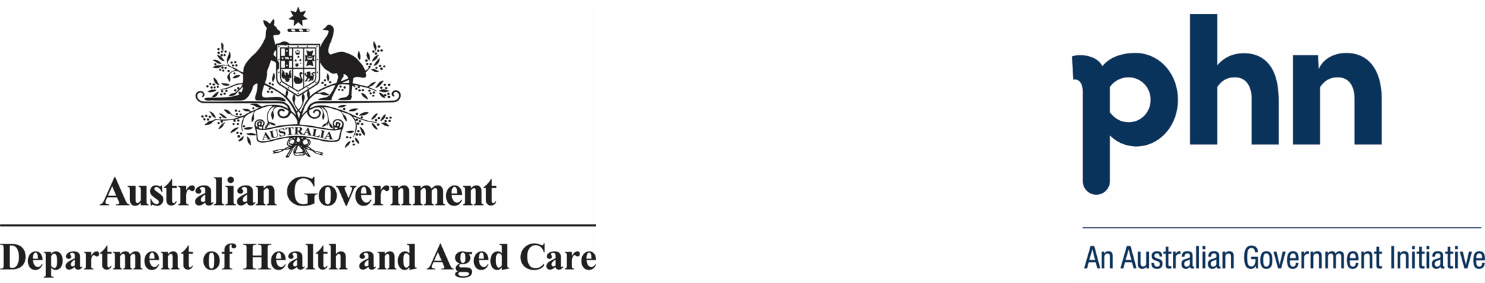 AUSTRALIA
Australian Government
Department of Health and Aged Care
phn
An Australian Government Initiative